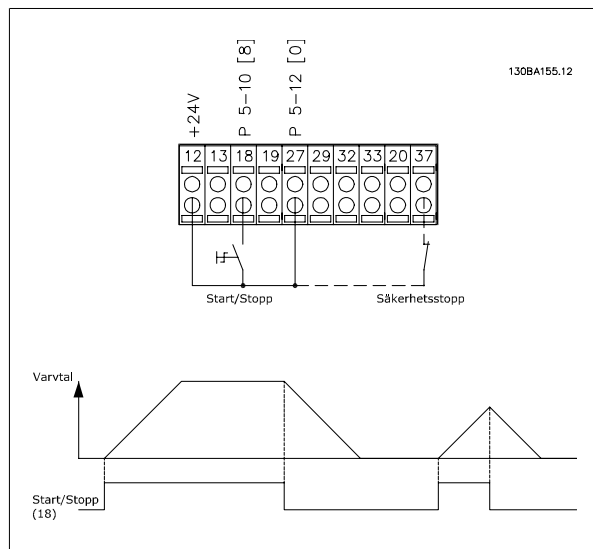 130BA155.12
+24V
P 5-10 [8]
P 5-12 [0]
12 13 18 19 27 29 32 33 20 37
Start/Stopp
Säkerhetsstopp
Varvtal
Start/Stopp
(18)